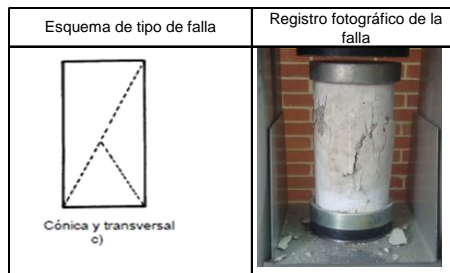 Esquema de tipo de falla
Registro fotográfico de la
falla
Cónica y transversal
c)